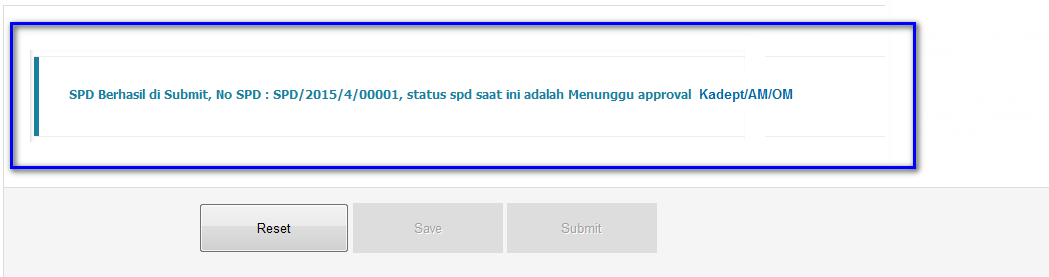 SPD Berhasil di Submit, No SPD : SPD/2015/4/00001, status spd saat ini adalah Menunggu approval Kadept/AM/OM
Reset Save Submit